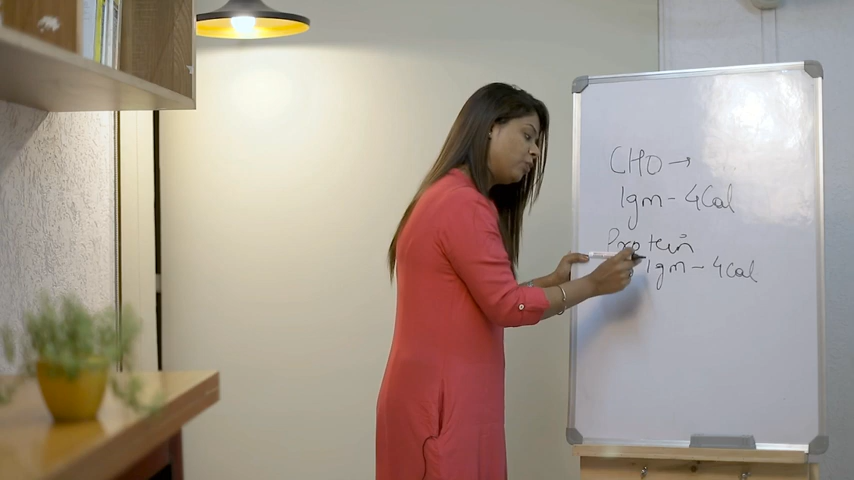 CHO →
1gm - 4Cal
Protein
1gm - 4Cal